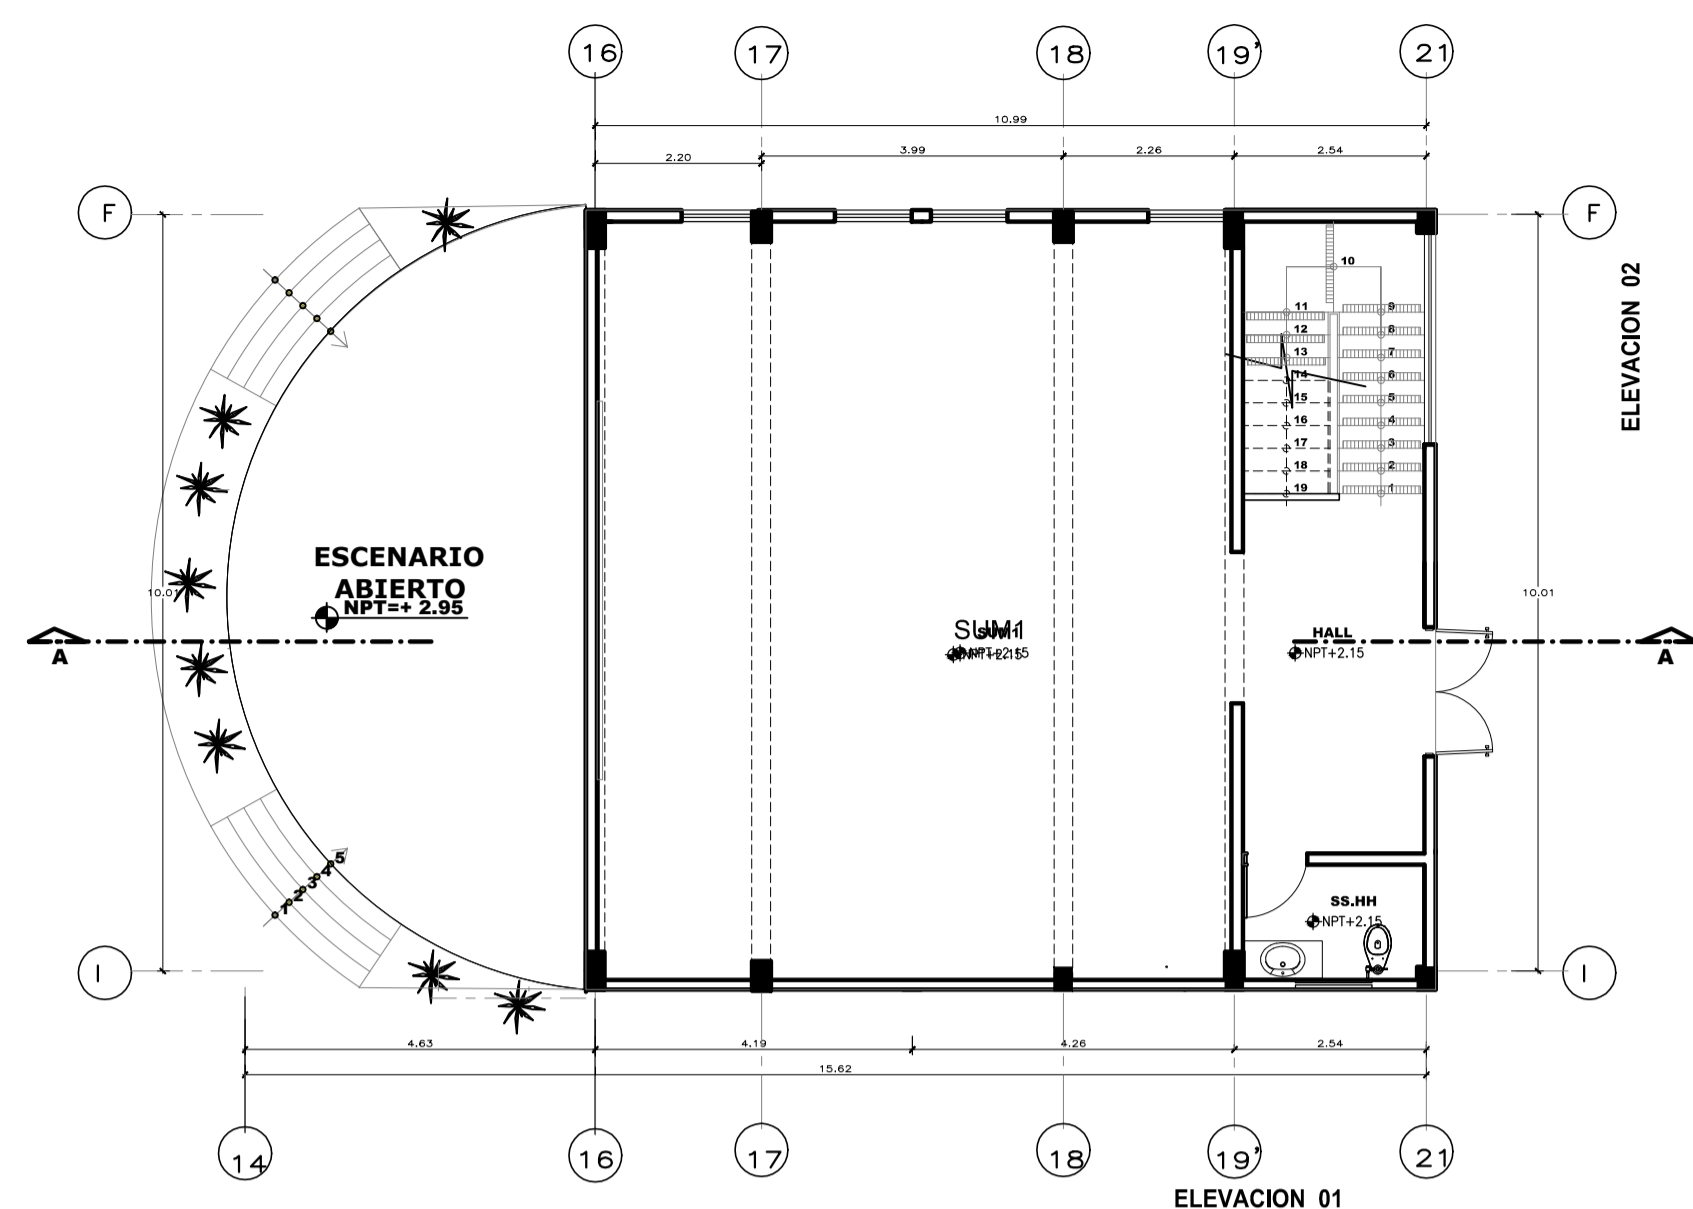 16 17 18 19' 21
10.99
2.20 3.99 2.26 2.54
F F
ELEVACION 02
10
11 9
12 8
13 7
14 6
15 5
16 4
17 3
18 2
19 1
ESCENARIO
ABIERTO
NPT=+ 2.95
10.01 10.01
SUM1
NPT+2.15
HALL
NPT+2.15
A A
5
4
3
2
1
SS.HH
NPT+2.15
I I
4.63 4.19 4.26 2.54
15.62
14 16 17 18 19' 21
ELEVACION 01